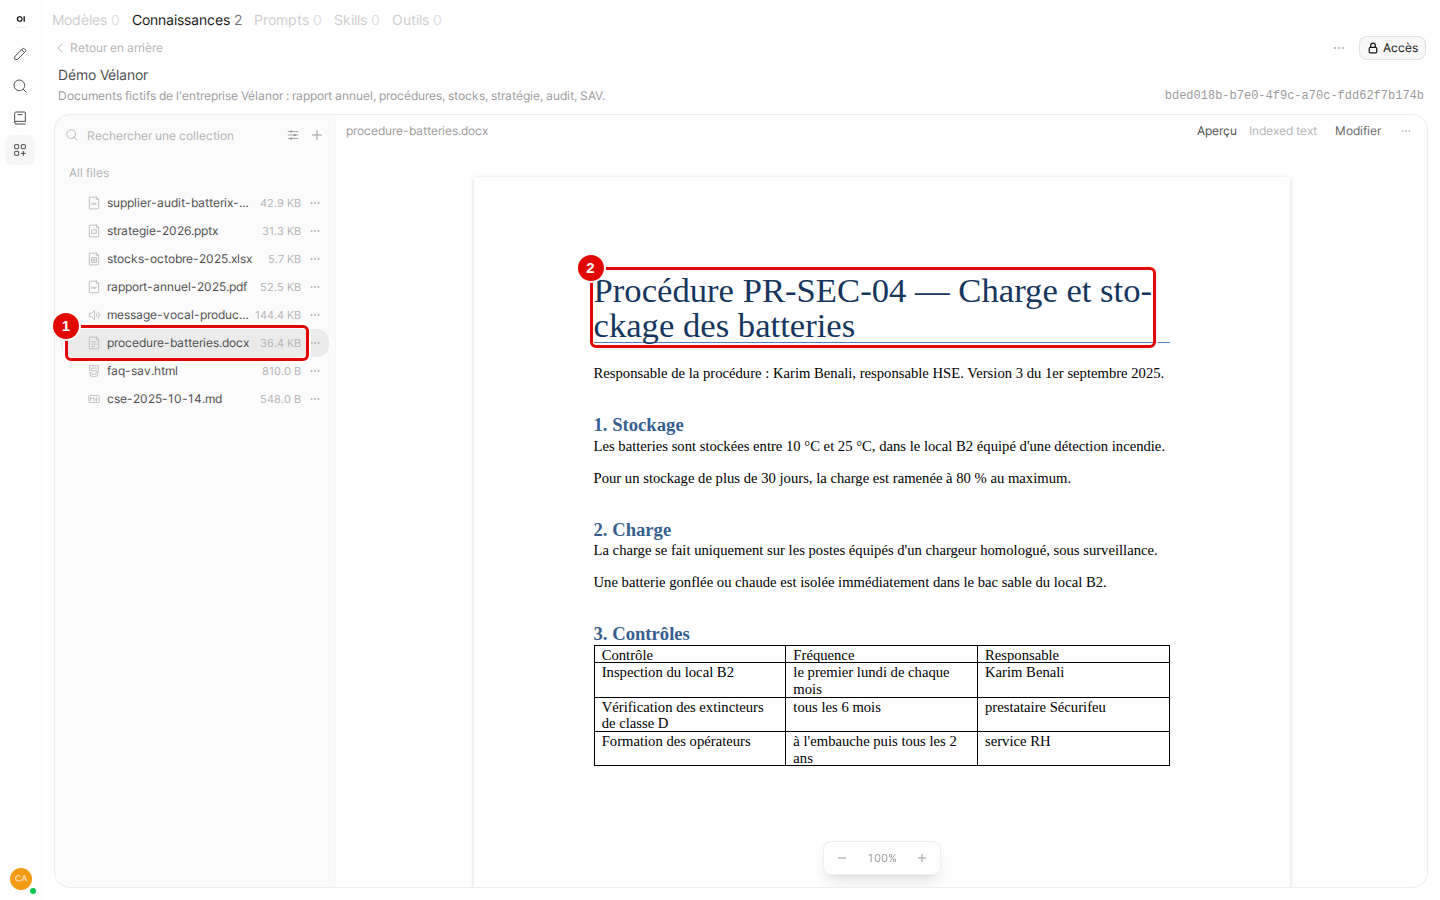 OI
Modèles 0 Connaissances 2 Prompts 0 Skills 0 Outils 0
Retour en arrière
Accès
Démo Vélanor
Documents fictifs de l'entreprise Vélanor : rapport annuel, procédures, stocks, stratégie, audit, SAV.
bded018b-b7e0-4f9c-a70c-fdd62f7b174b
Rechercher une collection
All files
supplier-audit-batterix-... 42.9 KB
strategie-2026.pptx 31.3 KB
stocks-octobre-2025.xlsx 5.7 KB
rapport-annuel-2025.pdf 52.5 KB
message-vocal-produc... 144.4 KB
1
procedure-batteries.docx 36.4 KB
faq-sav.html 810.0 B
cse-2025-10-14.md 548.0 B
procedure-batteries.docx
Aperçu Indexed text Modifier
2
Procédure PR-SEC-04 — Charge et sto-
ckage des batteries
Responsable de la procédure : Karim Benali, responsable HSE. Version 3 du 1er septembre 2025.
1. Stockage
Les batteries sont stockées entre 10 °C et 25 °C, dans le local B2 équipé d'une détection incendie.
Pour un stockage de plus de 30 jours, la charge est ramenée à 80 % au maximum.
2. Charge
La charge se fait uniquement sur les postes équipés d'un chargeur homologué, sous surveillance.
Une batterie gonflée ou chaude est isolée immédiatement dans le bac sable du local B2.
3. Contrôles
Contrôle Fréquence Responsable
Inspection du local B2 le premier lundi de chaque Karim Benali
mois
Vérification des extincteurs tous les 6 mois prestataire Sécurifeu
de classe D
Formation des opérateurs à l'embauche puis tous les 2 service RH
ans
100%
CA